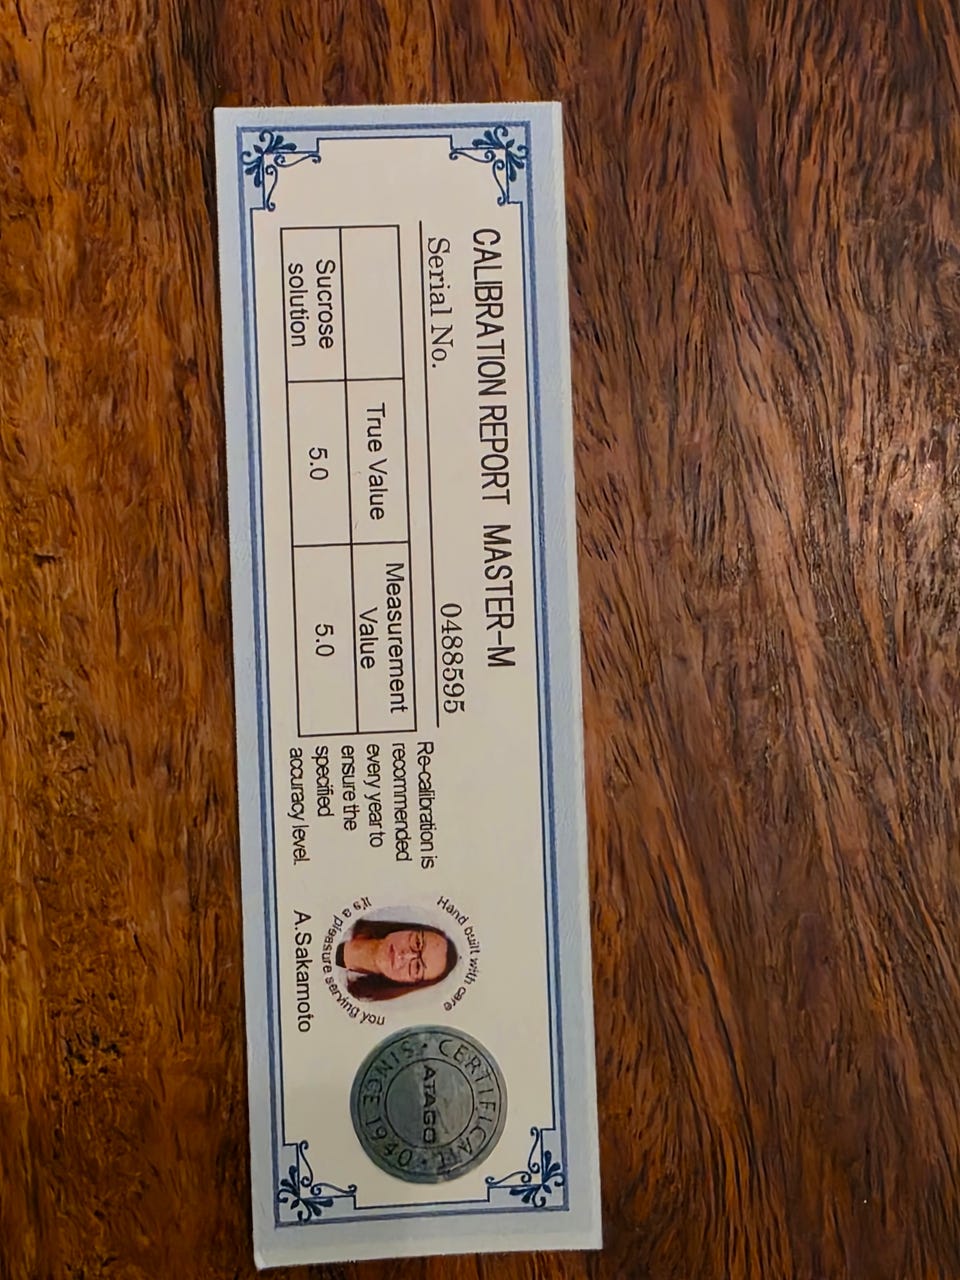 CALIBRATION REPORT MASTER-M
Serial No. 0488595
True Value
Measurement
Value
Sucrose
solution
5.0
5.0
Re-calibration is
recommended
every year to
ensure the
specified
accuracy level.
Hand built with care
It's a pleasure serving you
A.Sakamoto
CERTIFICATE
ATAGO
SINCE 1940